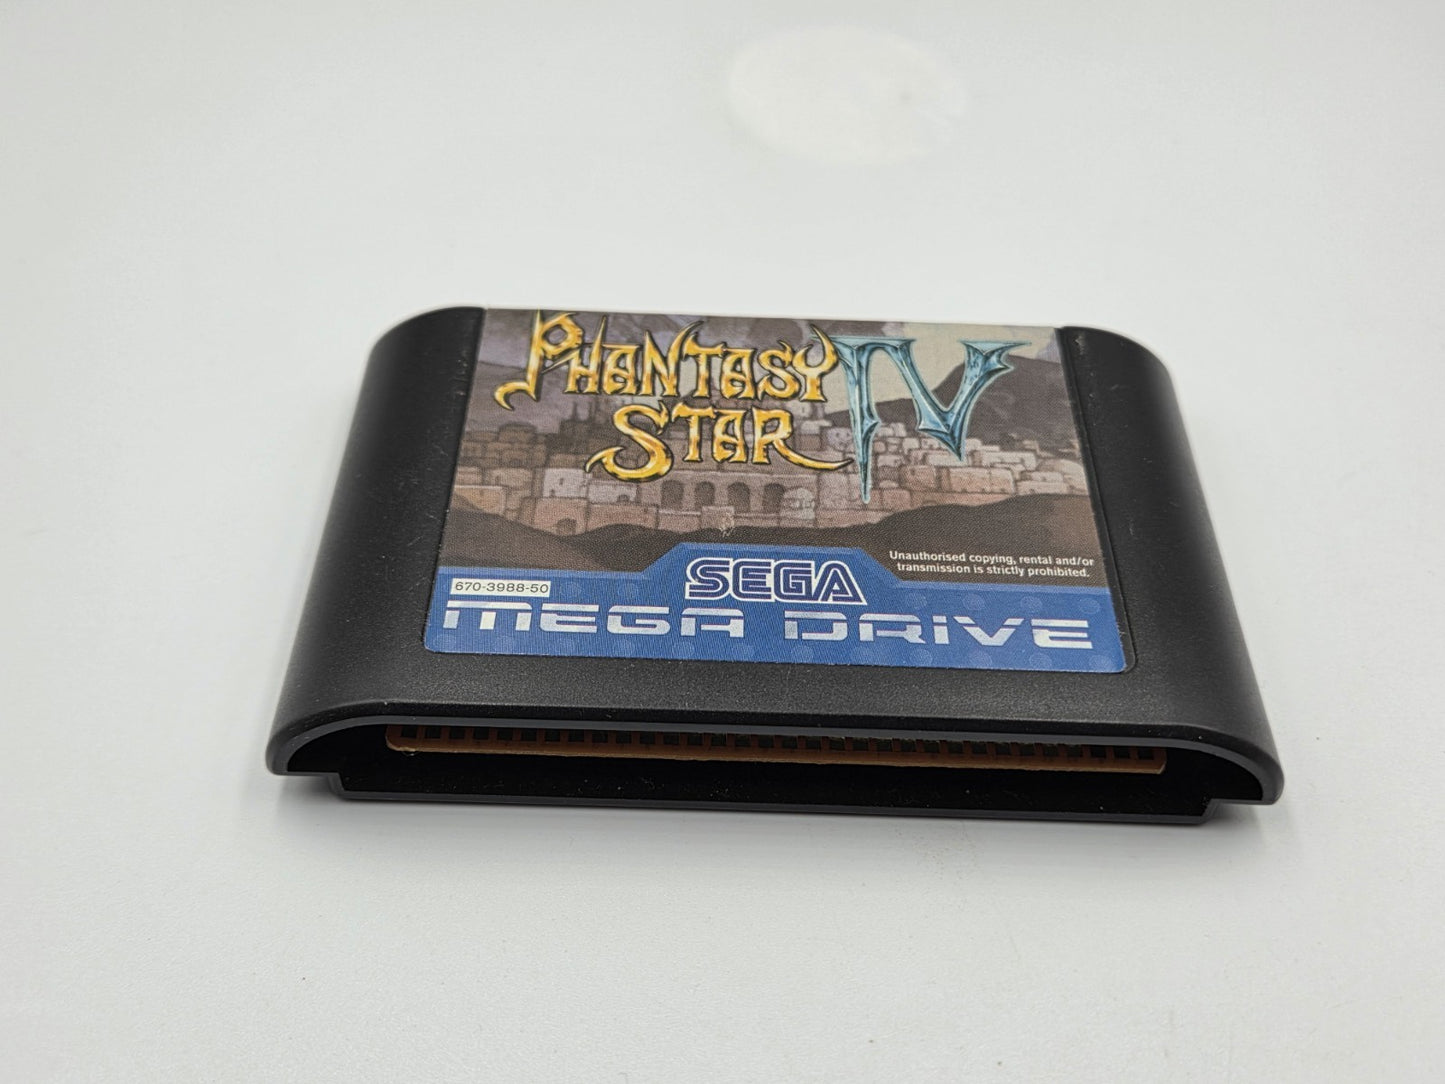 PHANTASY
STAR IV
Unauthorised copying, rental and/or
transmission is strictly prohibited.
SEGA
670-3988-50
MEGA DRIVE